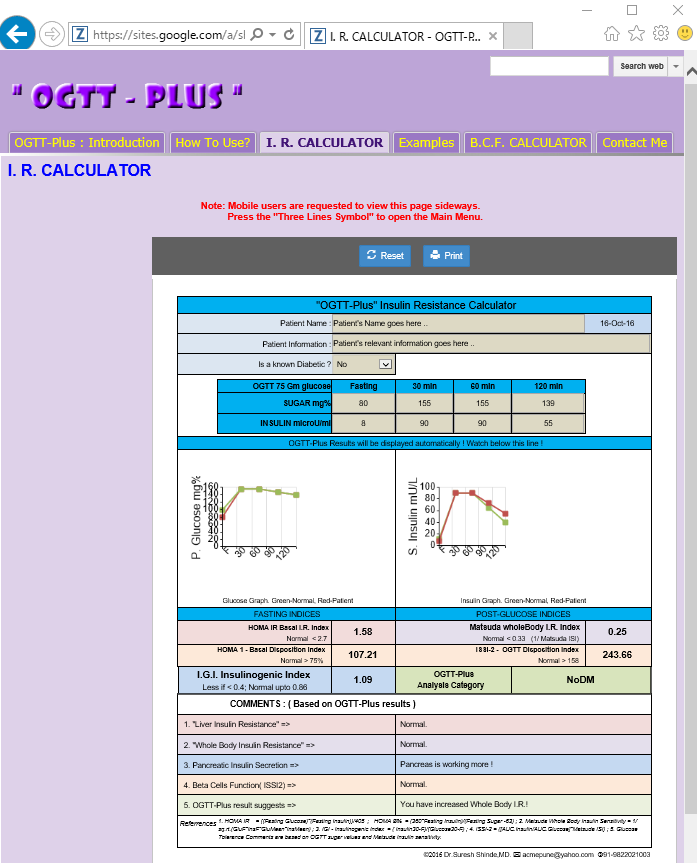 https://sites.google.com/a/sl
I. R. CALCULATOR - OGTT-P...
Search web
" OGTT - PLUS "
OGTT-Plus : Introduction How To Use? I. R. CALCULATOR Examples B.C.F. CALCULATOR Contact Me
I. R. CALCULATOR
Note: Mobile users are requested to view this page sideways.
Press the "Three Lines Symbol" to open the Main Menu.
Reset Print
"OGTT-Plus" Insulin Resistance Calculator
Patient Name : Patient's Name goes here .. 16-Oct-16
Patient Information : Patient's relevant information goes here ..
Is a known Diabetic ? No
OGTT 75 Gm glucose Fasting 30 min 60 min 120 min
SUGAR mg% 80 155 155 139
INSULIN microU/ml 8 90 90 55
OGTT-Plus Results will be displayed automatically ! Watch below this line !
P. Glucose mg%
160
140
120
100
80
60
40
20
0
F 30 60 90 120
S. Insulin mU/L
100
80
60
40
20
0
F 30 60 90 120
Glucose Graph. Green-Normal, Red-Patient Insulin Graph. Green-Normal, Red-Patient
FASTING INDICES POST-GLUCOSE INDICES
HOMA IR Basal I.R. Index 1.58 Matsuda wholeBody I.R. Index 0.25
Normal < 2.7 Normal < 0.33 (1/ Matsuda ISI)
HOMA 1 - Basal Disposition Index 107.21 ISSI-2 - OGTT Disposition Index 243.66
Normal > 75% Normal > 158
I.G.I. Insulinogenic Index 1.09 OGTT-Plus NoDM
Less if < 0.4; Normal upto 0.86 Analysis Category
COMMENTS : ( Based on OGTT-Plus results )
1. "Liver Insulin Resistance" => Normal.
2. "Whole Body Insulin Resistance" => Normal.
3. Pancreatic Insulin Secretion => Pancreas is working more !
4. Beta Cells Function( ISSI2) => Normal.
5. OGTT-Plus result suggests => You have increased Whole Body I.R.!
References 1. HOMA IR = ((Fasting Glucose)*(Fasting Insulin))/405 ; HOMA B% = (360*Fasting Insulin)/(Fasting Sugar -63) ; 2. Matsuda Whole Body Insulin Sensitivity = 1/
sq.rt.(GluF*InsF*GluMean*InsMean) ; 3. IGI - Insulinogenic Index = ( Insulin30-F)/(Glucose30-F) ; 4. ISSI-2 = ((AUC.Insulin/AUC.Glucose)*Matsuda ISI) ; 5. Glucose
Tolerance Comments are based on OGTT sugar values and Matsuda Insulin sensitivity.
©2016 Dr.Suresh Shinde,MD. acmepune@yahoo.com 91-9822021003